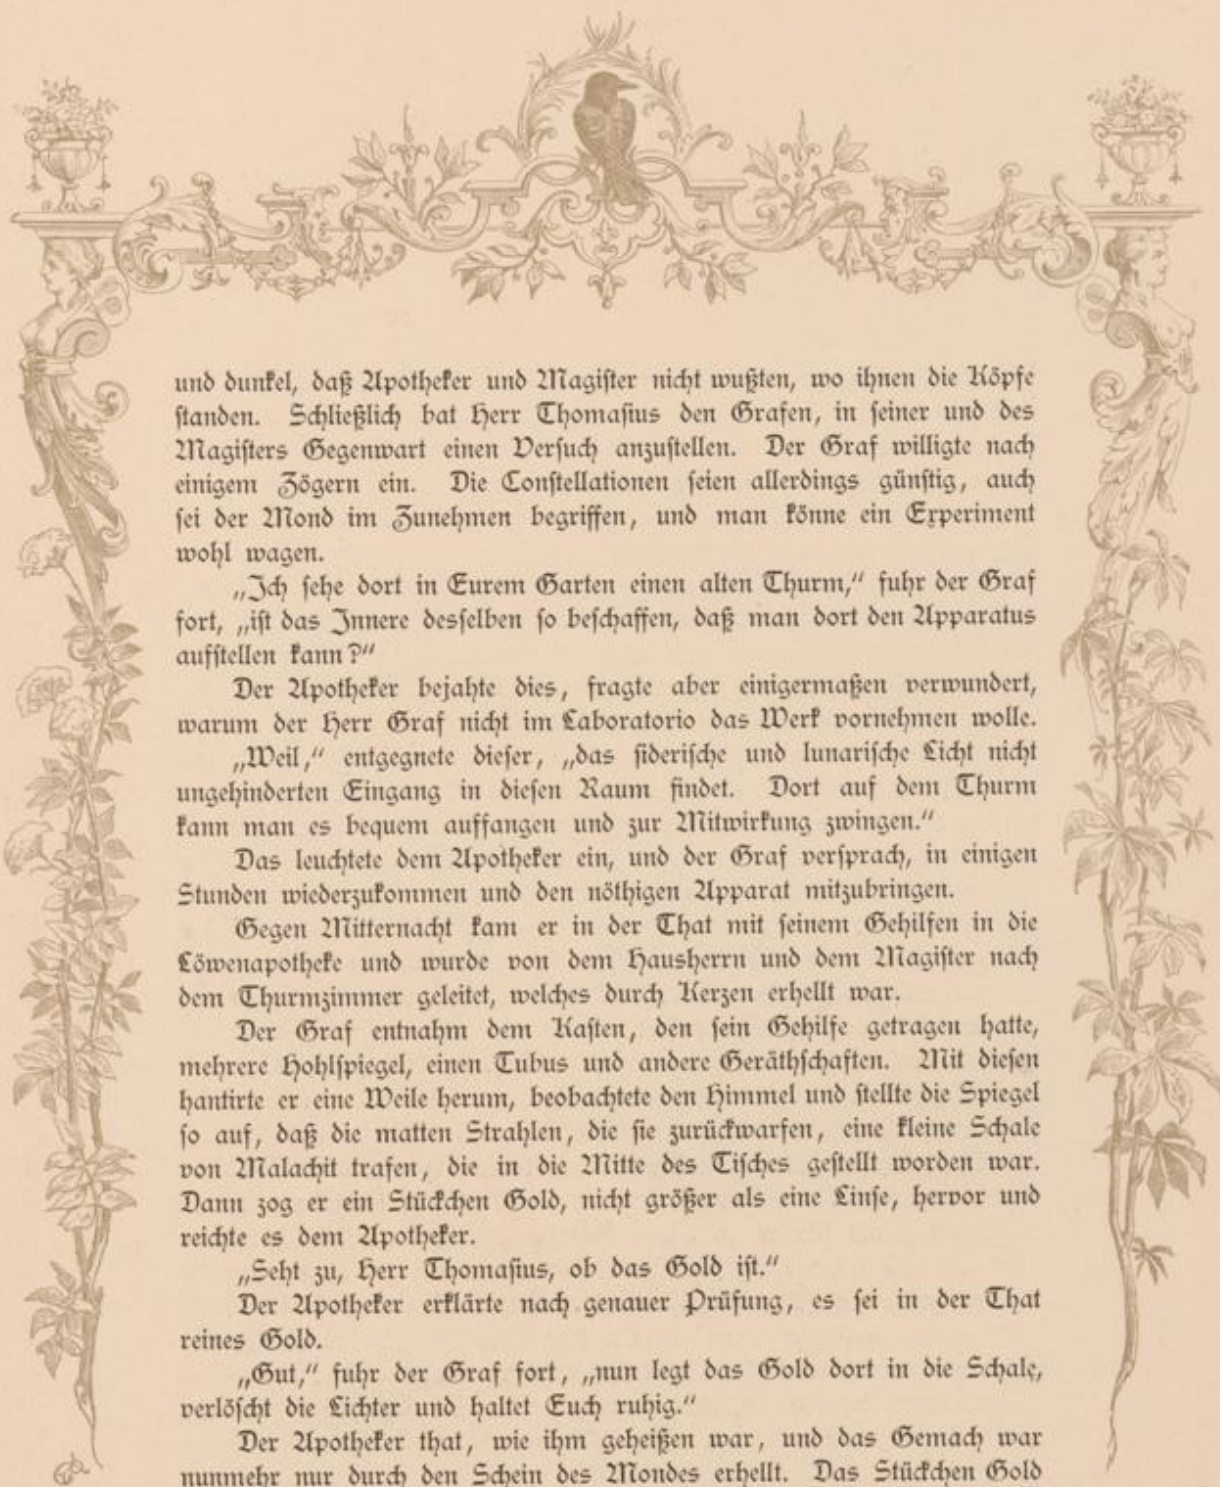 und dunkel, daß Apotheker und Magister nicht wußten, wo ihnen die Köpfe
standen. Schließlich bat Herr Thomasius den Grafen, in seiner und des
Magisters Gegenwart einen Versuch anzustellen. Der Graf willigte nach
einigem Zögern ein. Die Constellationen seien allerdings günstig, auch
sei der Mond im Zunehmen begriffen, und man könne ein Experiment
wohl wagen.
„Ich sehe dort in Eurem Garten einen alten Thurm,“ fuhr der Graf
fort, „ist das Innere desselben so beschaffen, daß man dort den Apparatus
aufstellen kann?“
Der Apotheker bejahte dies, fragte aber einigermaßen verwundert,
warum der Herr Graf nicht im Laboratorio das Werk vornehmen wolle.
„Weil,“ entgegnete dieser, „das siderische und lunarische Licht nicht
ungehinderten Eingang in diesen Raum findet. Dort auf dem Thurm
kann man es bequem auffangen und zur Mitwirkung zwingen.“
Das leuchtete dem Apotheker ein, und der Graf versprach, in einigen
Stunden wiederzukommen und den nöthigen Apparat mitzubringen.
Gegen Mitternacht kam er in der That mit seinem Gehilfen in die
Löwenapotheke und wurde von dem Hausherrn und dem Magister nach
dem Thurmzimmer geleitet, welches durch Kerzen erhellt war.
Der Graf entnahm dem Kasten, den sein Gehilfe getragen hatte,
mehrere Hohlspiegel, einen Tubus und andere Geräthschaften. Mit diesen
hantirte er eine Weile herum, beobachtete den Himmel und stellte die Spiegel
so auf, daß die matten Strahlen, die sie zurückwarfen, eine kleine Schale
von Malachit trafen, die in die Mitte des Tisches gestellt worden war.
Dann zog er ein Stückchen Gold, nicht größer als eine Linse, hervor und
reichte es dem Apotheker.
„Seht zu, Herr Thomasius, ob das Gold ist.“
Der Apotheker erklärte nach genauer Prüfung, es sei in der That
reines Gold.
„Gut,“ fuhr der Graf fort, „nun legt das Gold dort in die Schale,
verlöscht die Lichter und haltet Euch ruhig.“
Der Apotheker that, wie ihm geheißen war, und das Gemach war
nunmehr nur durch den Schein des Mondes erhellt. Das Stückchen Gold